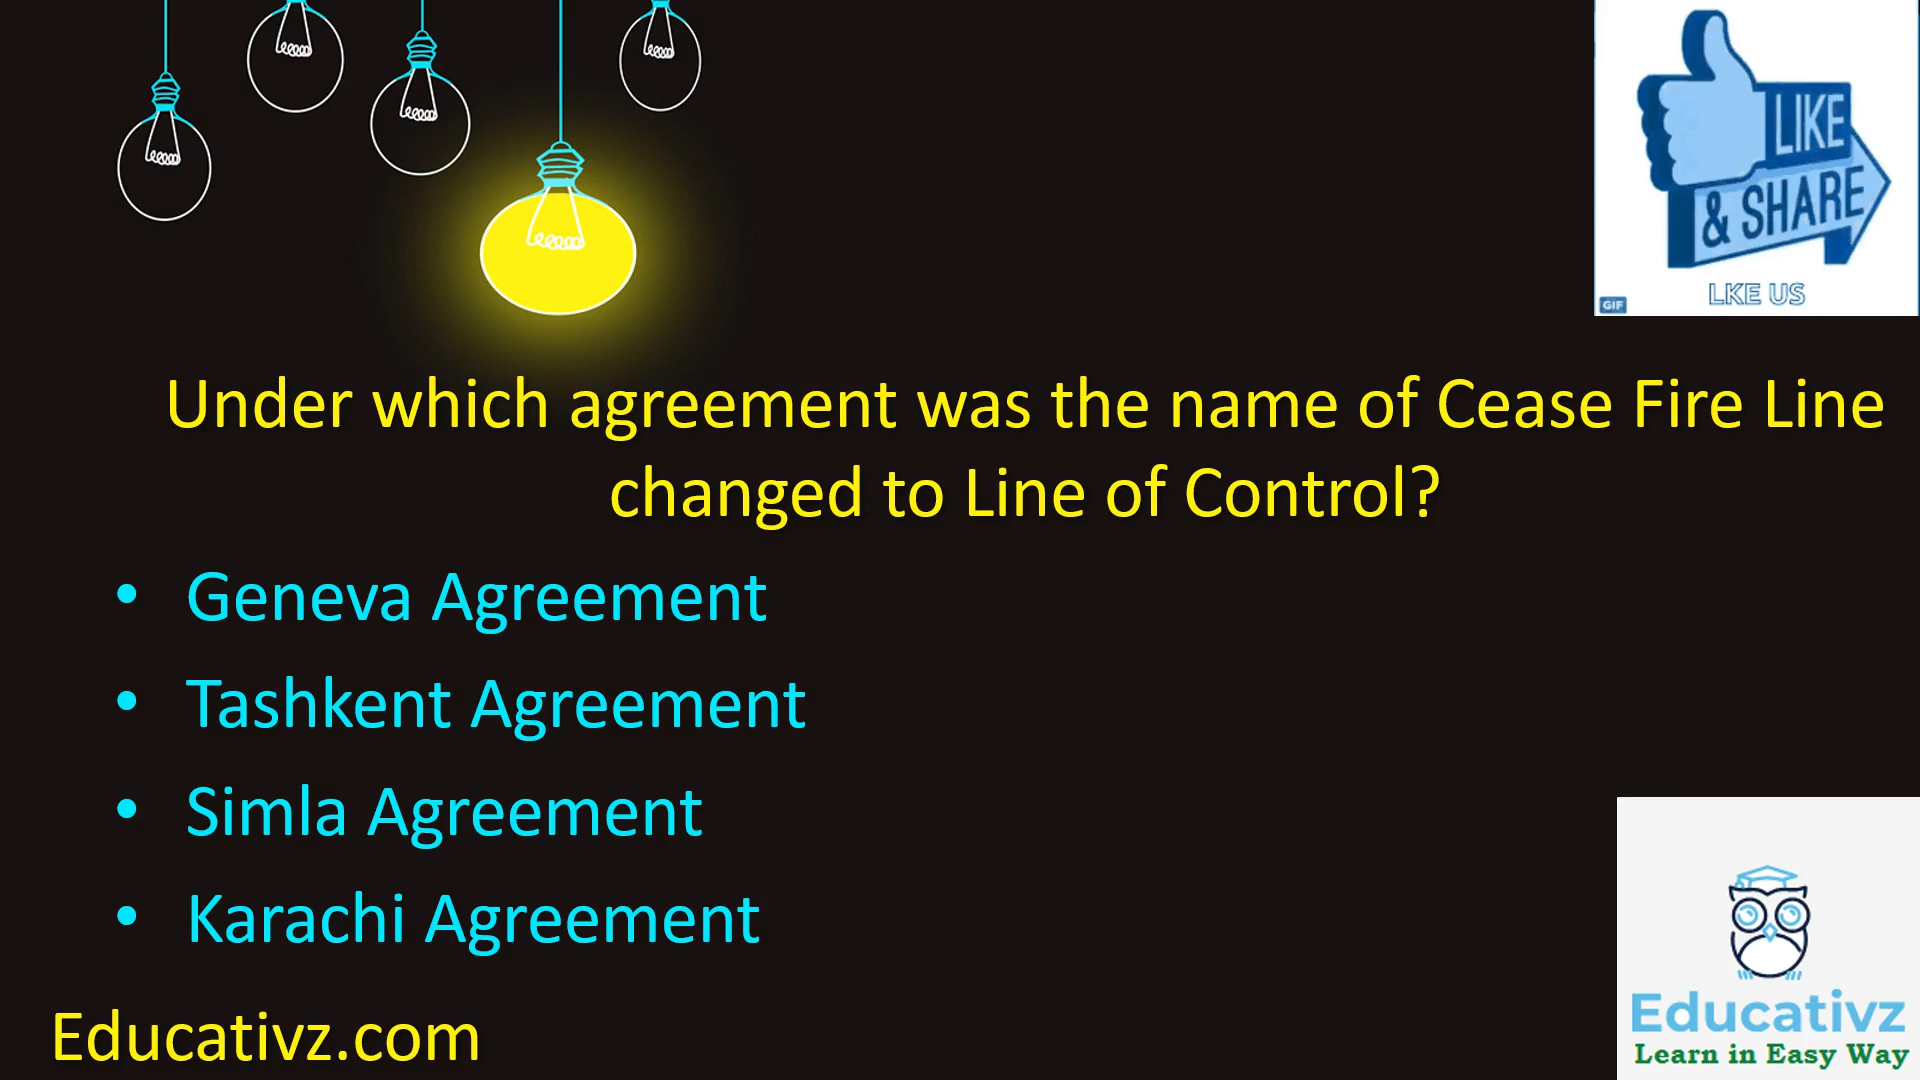 LIKE
& SHARE
LKE US
GIF
Under which agreement was the name of Cease Fire Line
changed to Line of Control?
• Geneva Agreement
• Tashkent Agreement
• Simla Agreement
• Karachi Agreement
Educativz.com
Educativz
Learn in Easy Way